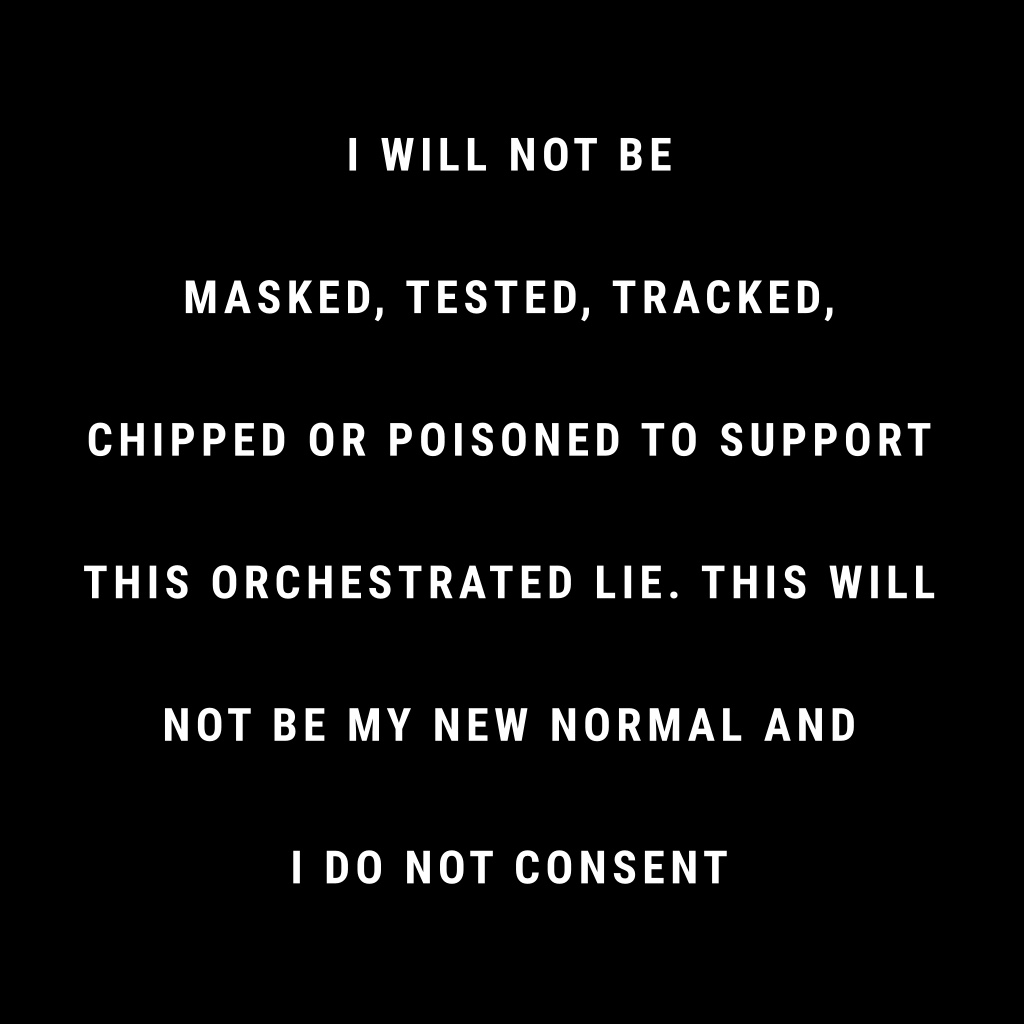 I WILL NOT BE
MASKED, TESTED, TRACKED,
CHIPPED OR POISONED TO SUPPORT
THIS ORCHESTRATED LIE. THIS WILL
NOT BE MY NEW NORMAL AND
I DO NOT CONSENT